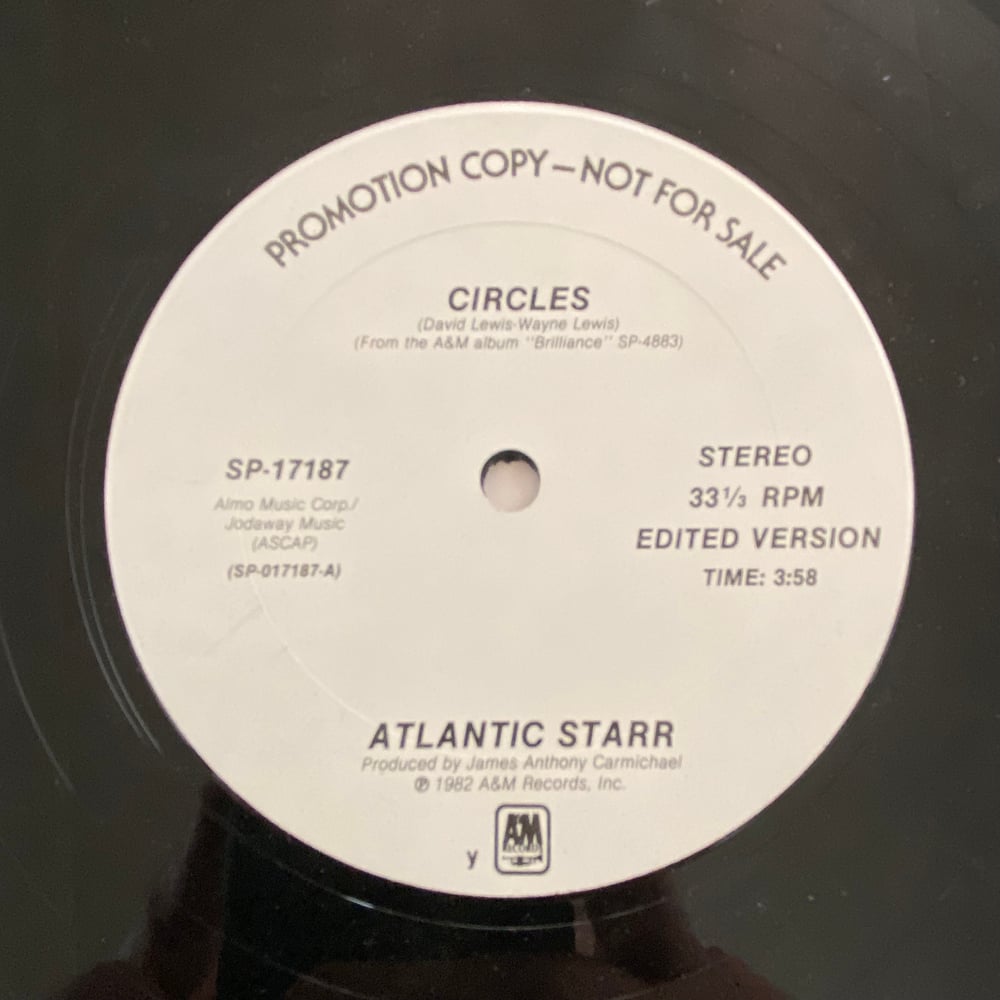 PROMOTION COPY—NOT FOR SALE
CIRCLES
(David Lewis-Wayne Lewis)
(From the A&M album "Brilliance" SP-4883)
SP-17187
Almo Music Corp./
Jodaway Music
(ASCAP)
(SP-017187-A)
STEREO
33⅓ RPM
EDITED VERSION
TIME: 3:58
ATLANTIC STARR
Produced by James Anthony Carmichael
℗ 1982 A&M Records, Inc.
y
A&M
RECORDS